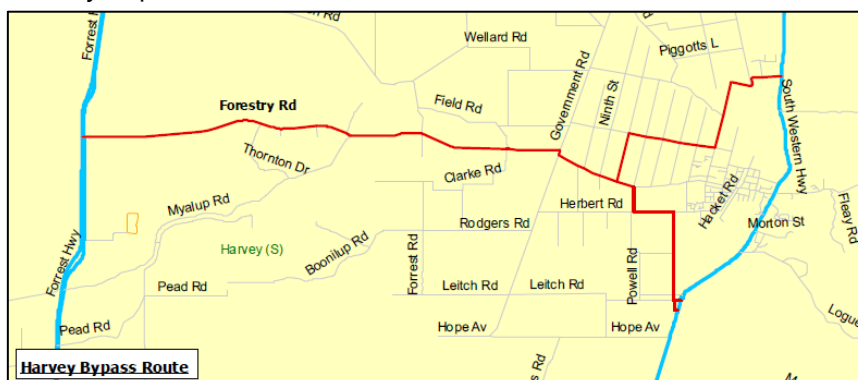 Forrest H
Wellard Rd
Piggotts L
Field Rd
Government Rd
Ninth St
Forestry Rd
South Western Hwy
Thornton Dr
Clarke Rd
Hacket Rd
Myalup Rd
Herbert Rd
Fleay Rd
Rodgers Rd
Morton St
Forrest Hwy
Harvey (S)
Boonilup Rd
Forrest Rd
Powell Rd
Pead Rd
Leitch Rd
Leitch Rd
Logue
Pead Rd
Hope Av
Hope Av
s Rd
Harvey Bypass Route